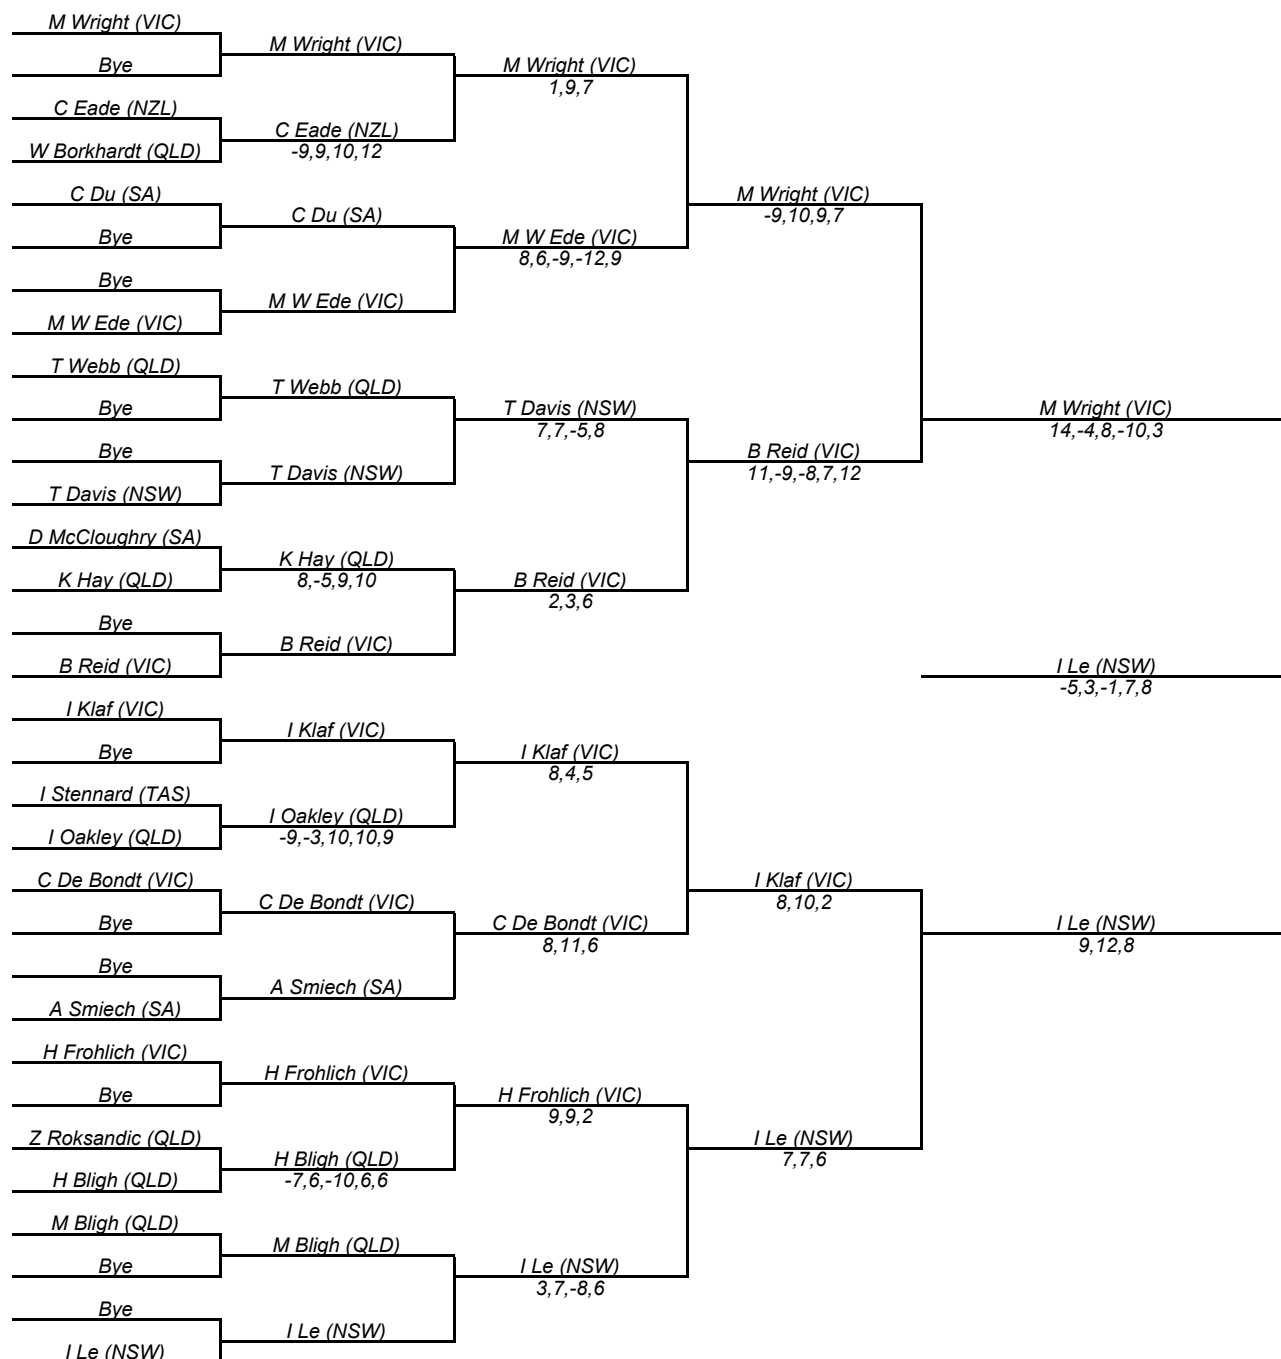 M Wright (VIC)
Bye
C Eade (NZL)
W Borkhardt (QLD)
C Du (SA)
Bye
Bye
M W Ede (VIC)
T Webb (QLD)
Bye
Bye
T Davis (NSW)
D McCloughry (SA)
K Hay (QLD)
Bye
B Reid (VIC)
I Klaf (VIC)
Bye
I Stennard (TAS)
I Oakley (QLD)
C De Bondt (VIC)
Bye
Bye
A Smiech (SA)
H Frohlich (VIC)
Bye
Z Roksandic (QLD)
H Bligh (QLD)
M Bligh (QLD)
Bye
Bye
I Le (NSW)
M Wright (VIC)
C Eade (NZL)
-9,9,10,12
C Du (SA)
M W Ede (VIC)
T Webb (QLD)
T Davis (NSW)
K Hay (QLD)
8,-5,9,10
B Reid (VIC)
I Klaf (VIC)
I Oakley (QLD)
-9,-3,10,10,9
C De Bondt (VIC)
A Smiech (SA)
H Frohlich (VIC)
H Bligh (QLD)
-7,6,-10,6,6
M Bligh (QLD)
I Le (NSW)
M Wright (VIC)
1,9,7
M W Ede (VIC)
8,6,-9,-12,9
T Davis (NSW)
7,7,-5,8
B Reid (VIC)
2,3,6
I Klaf (VIC)
8,4,5
C De Bondt (VIC)
8,11,6
H Frohlich (VIC)
9,9,2
I Le (NSW)
3,7,-8,6
M Wright (VIC)
-9,10,9,7
B Reid (VIC)
11,-9,-8,7,12
I Klaf (VIC)
8,10,2
I Le (NSW)
7,7,6
M Wright (VIC)
14,-4,8,-10,3
I Le (NSW)
-5,3,-1,7,8
I Le (NSW)
9,12,8